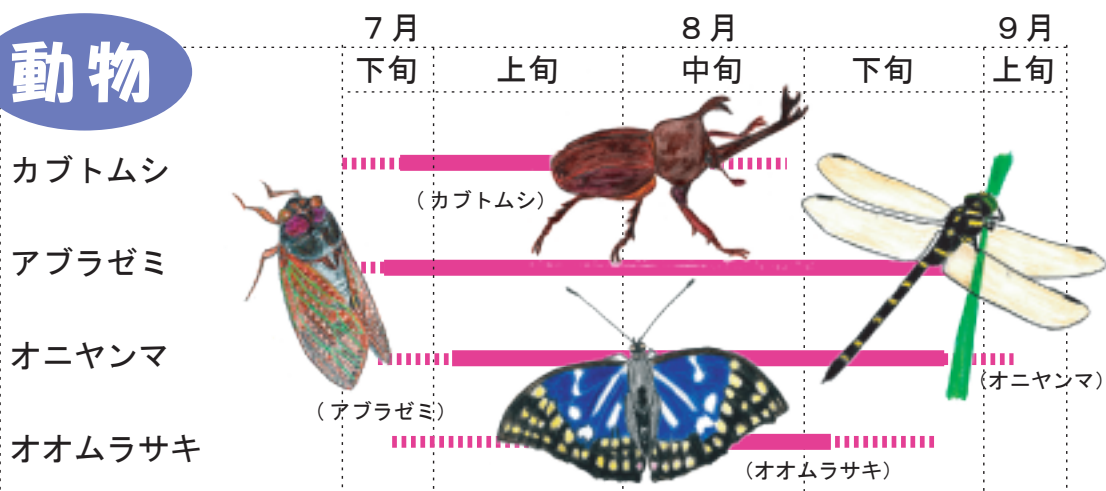 動物
7月 8月 9月
下旬 上旬 中旬 下旬 上旬
カブトムシ
(カブトムシ)
アブラゼミ
オニヤンマ
(オニヤンマ)
(アブラゼミ)
オオムラサキ
(オオムラサキ)